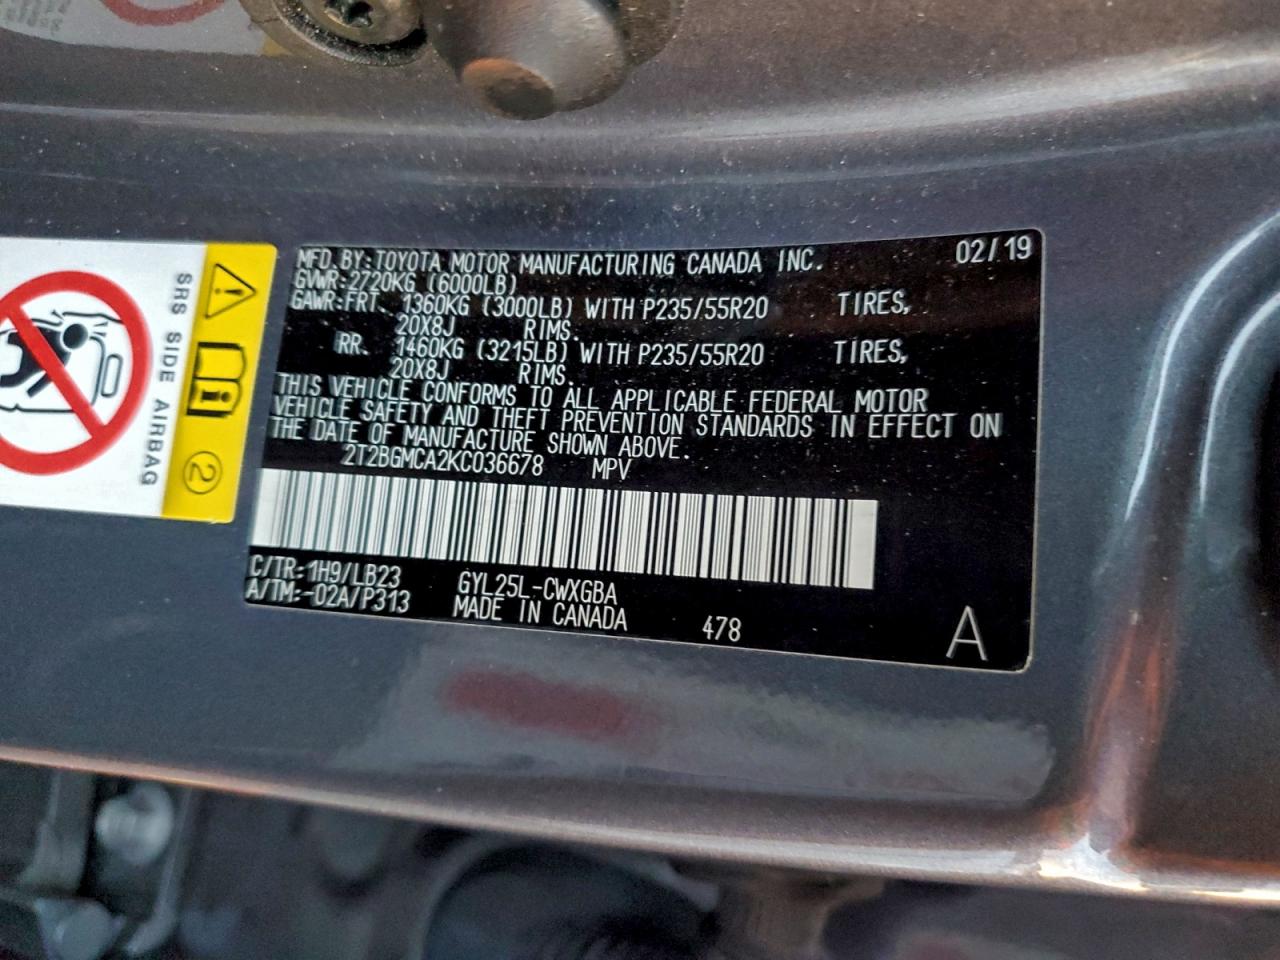 MFD. BY: TOYOTA MOTOR MANUFACTURING CANADA INC. 02/19
GVWR: 2720KG (6000LB)
GAWR: FRT. 1360KG (3000LB) WITH P235/55R20 TIRES,
20X8J RIMS.
RR. 1460KG (3215LB) WITH P235/55R20 TIRES,
20X8J RIMS.
THIS VEHICLE CONFORMS TO ALL APPLICABLE FEDERAL MOTOR
VEHICLE SAFETY AND THEFT PREVENTION STANDARDS IN EFFECT ON
THE DATE OF MANUFACTURE SHOWN ABOVE.
2T2BGMCA2KC036678 MPV
C/TR: 1H9/LB23 GYL25L-CWXGBA
A/TM: -02A/P313 MADE IN CANADA 478 A
SRS SIDE AIRBAG
2